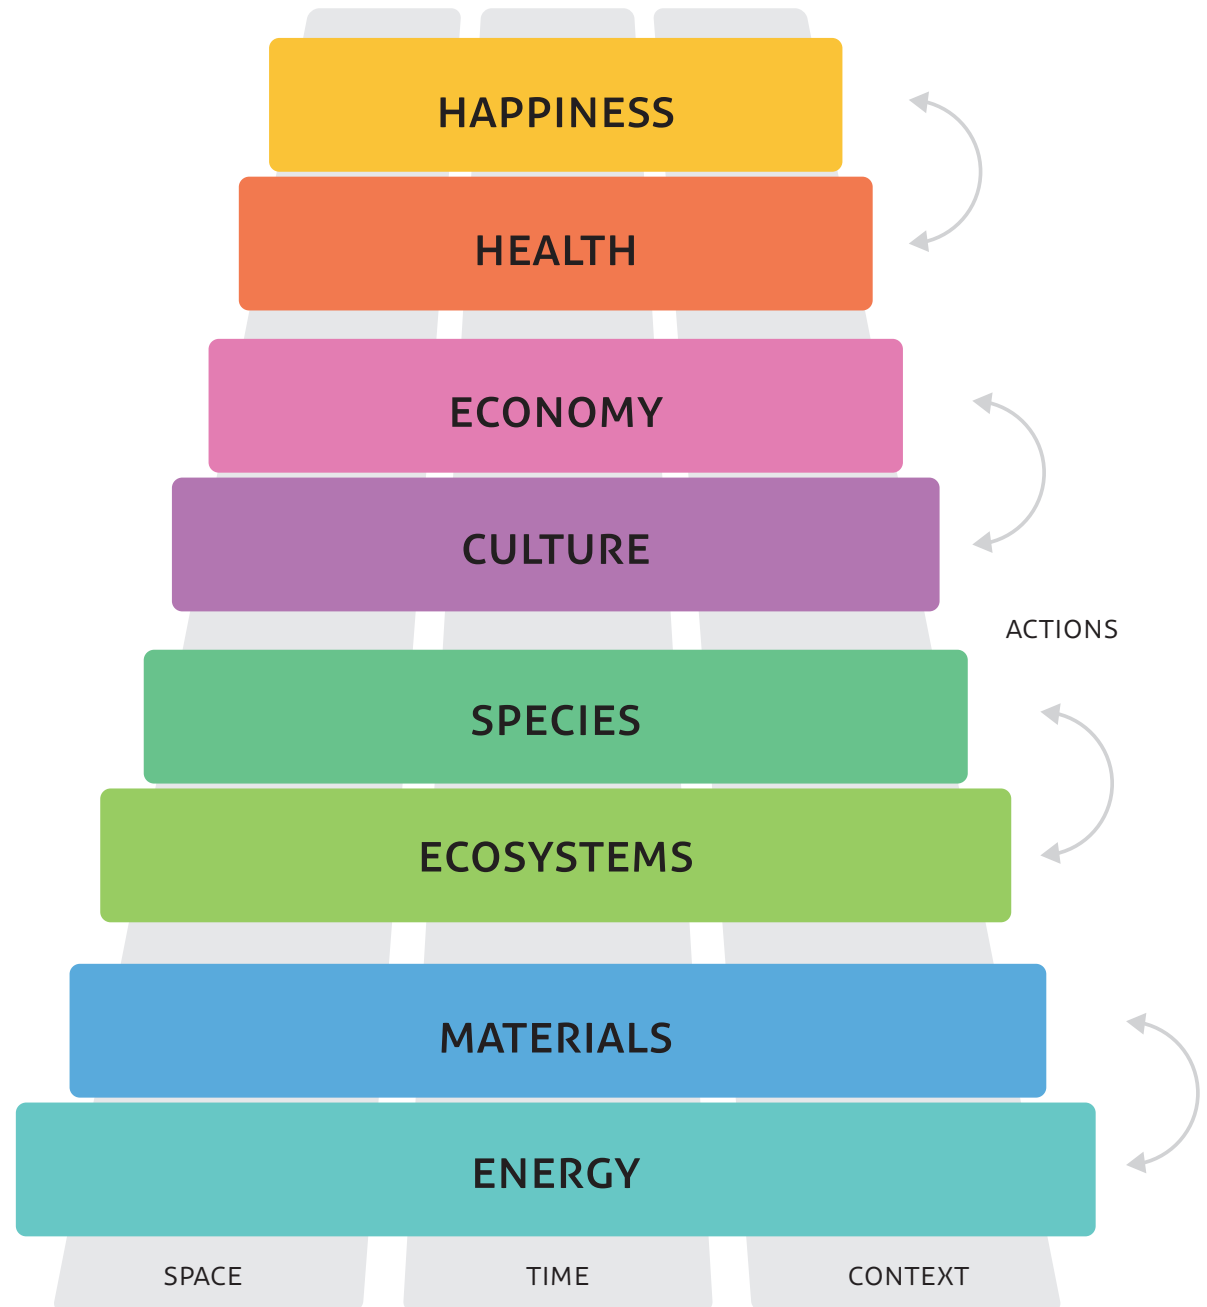 HAPPINESS
HEALTH
ECONOMY
CULTURE
ACTIONS
SPECIES
ECOSYSTEMS
MATERIALS
ENERGY
SPACE
TIME
CONTEXT